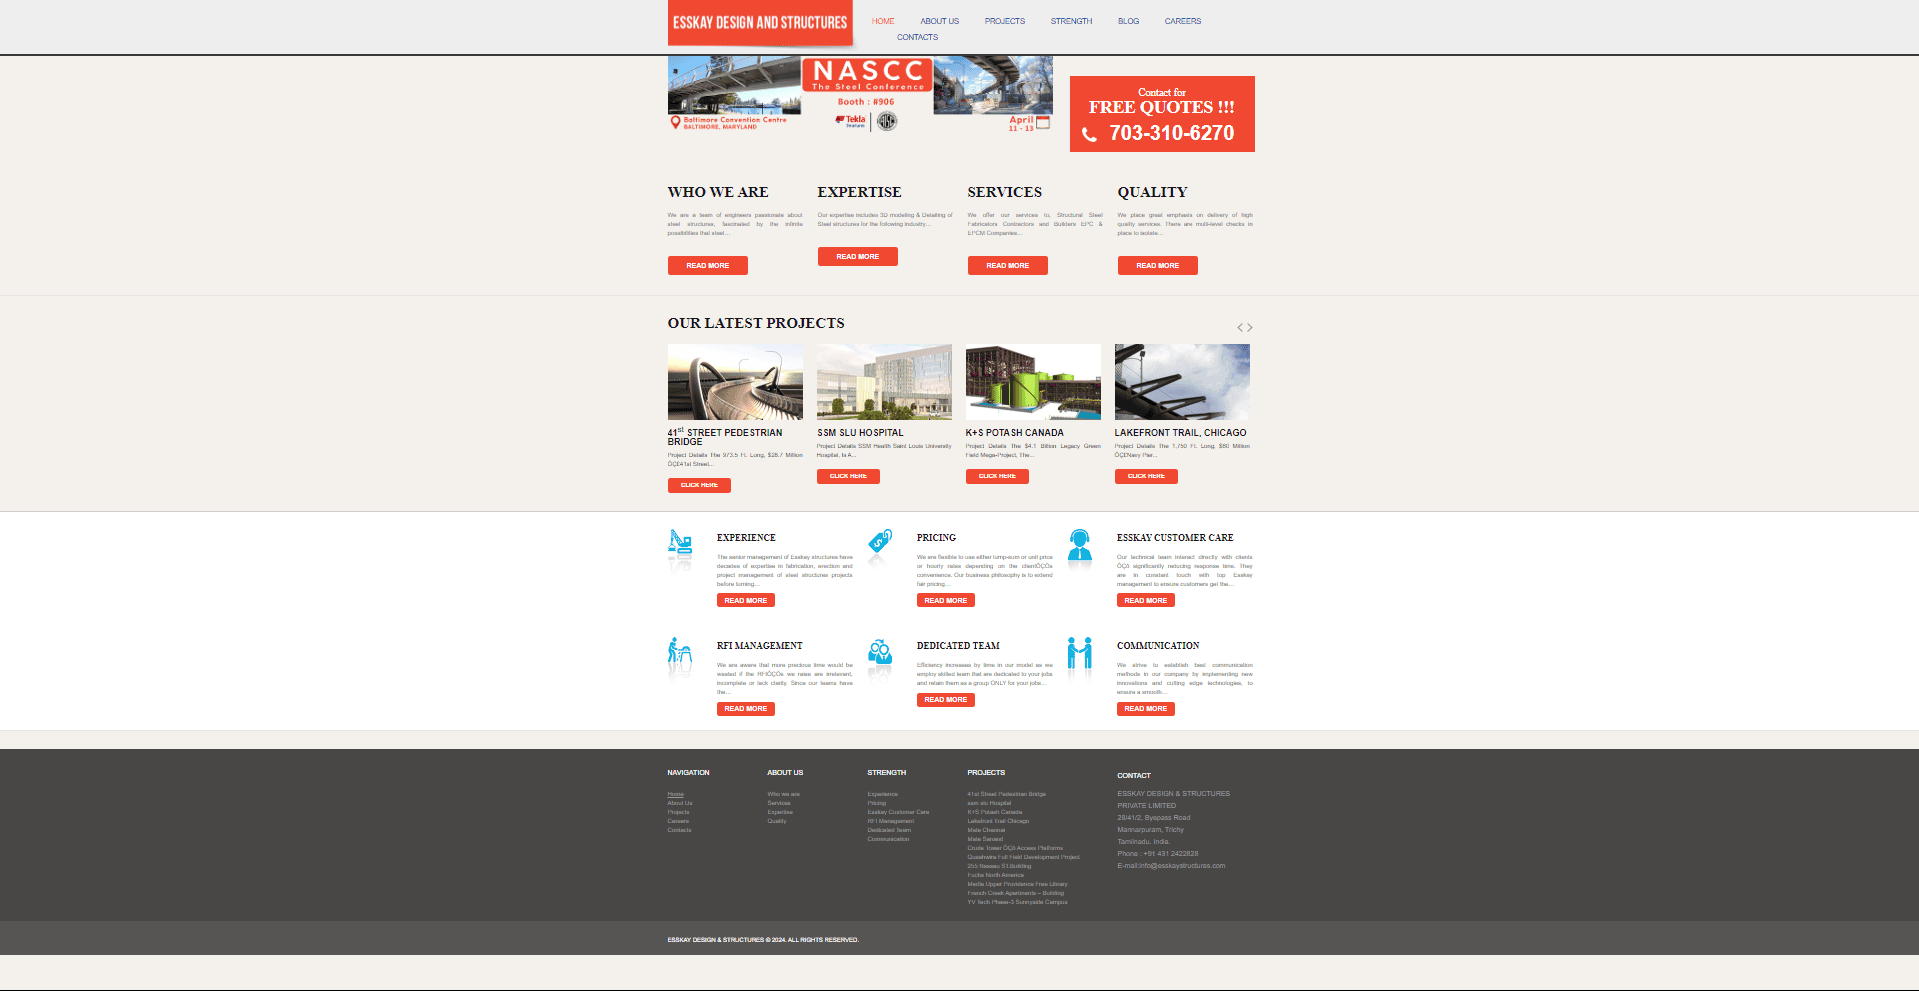 ESSKAY DESIGN AND STRUCTURES
HOME ABOUT US PROJECTS STRENGTH BLOG CAREERS
CONTACTS
NASCC
The Steel Conference
Booth : #906
Baltimore Convention Centre
BALTIMORE, MARYLAND
Tekla
Structures
AISC
April
11 - 13
Contact for
FREE QUOTES !!!
703-310-6270
WHO WE ARE
We are a team of engineers passionate about
steel structures, fascinated by the infinite
possibilities that steel...
READ MORE
EXPERTISE
Our expertise includes 3D modeling & Detailing of
Steel structures for the following industry...
READ MORE
SERVICES
We offer our services to, Structural Steel
Fabricators Contractors and Builders EPC &
EPCM Companies...
READ MORE
QUALITY
We place great emphasis on delivery of high
quality services. There are multi-level checks in
place to isolate...
READ MORE
OUR LATEST PROJECTS
41st STREET PEDESTRIAN
BRIDGE
Project Details The 973.5 Ft. Long, $26.7 Million
ÔÇ£41st Street...
CLICK HERE
SSM SLU HOSPITAL
Project Details SSM Health Saint Louis University
Hospital, Is A...
CLICK HERE
K+S POTASH CANADA
Project Details The $4.1 Billion Legacy Green
Field Mega-Project, The...
CLICK HERE
LAKEFRONT TRAIL, CHICAGO
Project Details The 1,750 Ft. Long, $60 Million
ÔÇ£Navy Pier...
CLICK HERE
EXPERIENCE
The senior management of Esskay structures have
decades of expertise in fabrication, erection and
project management of steel structures projects
before turning...
READ MORE
PRICING
We are flexible to use either lump-sum or unit price
or hourly rates depending on the clientÔÇÖs
convenience. Our business philosophy is to extend
fair pricing...
READ MORE
ESSKAY CUSTOMER CARE
Our technical team interact directly with clients
ÔÇô significantly reducing response time. They
are in constant touch with top Esskay
management to ensure customers get the...
READ MORE
RFI MANAGEMENT
We are aware that more precious time would be
wasted if the RFIÔÇÖs we raise are irrelevant,
incomplete or lack clarity. Since our teams have
the...
READ MORE
DEDICATED TEAM
Efficiency increases by time in our model as we
employ skilled team that are dedicated to your jobs
and retain them as a group ONLY for your jobs...
READ MORE
COMMUNICATION
We strive to establish best communication
methods in our company by implementing new
innovations and cutting edge technologies, to
ensure a smooth...
READ MORE
NAVIGATION
Home
About Us
Projects
Careers
Contacts
ABOUT US
Who we are
Services
Expertise
Quality
STRENGTH
Experience
Pricing
Esskay Customer Care
RFI Management
Dedicated Team
Communication
PROJECTS
41st Street Pedestrian Bridge
ssm slu Hospital
K+S Potash Canada
Lakefront Trail Chicago
Mate Chennai
Mate Sanand
Crude Tower ÔÇô Access Platforms
Quashwira Full Field Development Project
255 Nassau ST.Building
Fuchs North America
Media Upper Providence Free Library
French Creek Apartments – Building
YV Tech Phase-3 Sunnyside Campus
CONTACT
ESSKAY DESIGN & STRUCTURES
PRIVATE LIMITED
28/41/2, Byepass Road
Mannarpuram, Trichy
Tamilnadu, India.
Phone : +91 431 2422828
E-mail:info@esskaystructures.com
ESSKAY DESIGN & STRUCTURES © 2024. ALL RIGHTS RESERVED.